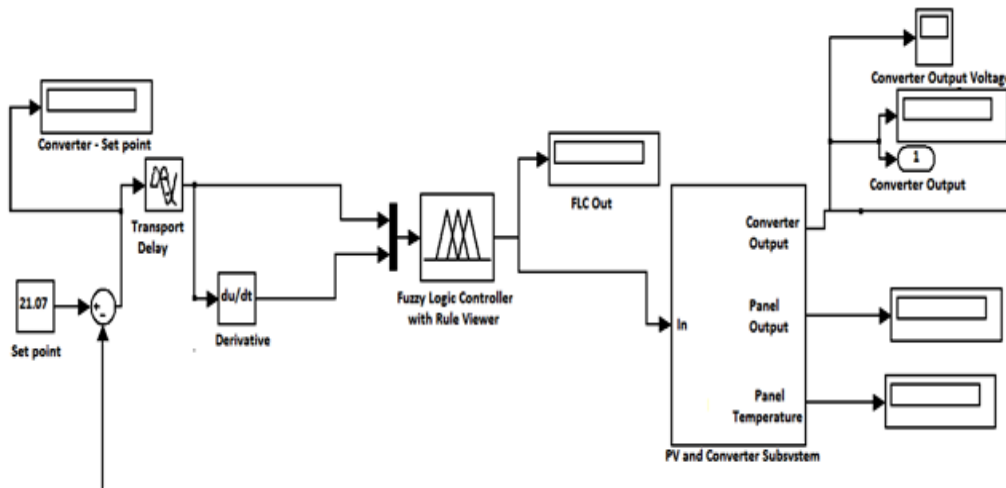 Converter Output Voltage
Converter - Set point
1
Converter Output
FLC Out
Transport
Delay
Converter
Output
21.07
+
-
du/dt
Fuzzy Logic Controller
with Rule Viewer
Set point
Derivative
In
Panel
Output
Panel
Temperature
PV and Converter Subsystem